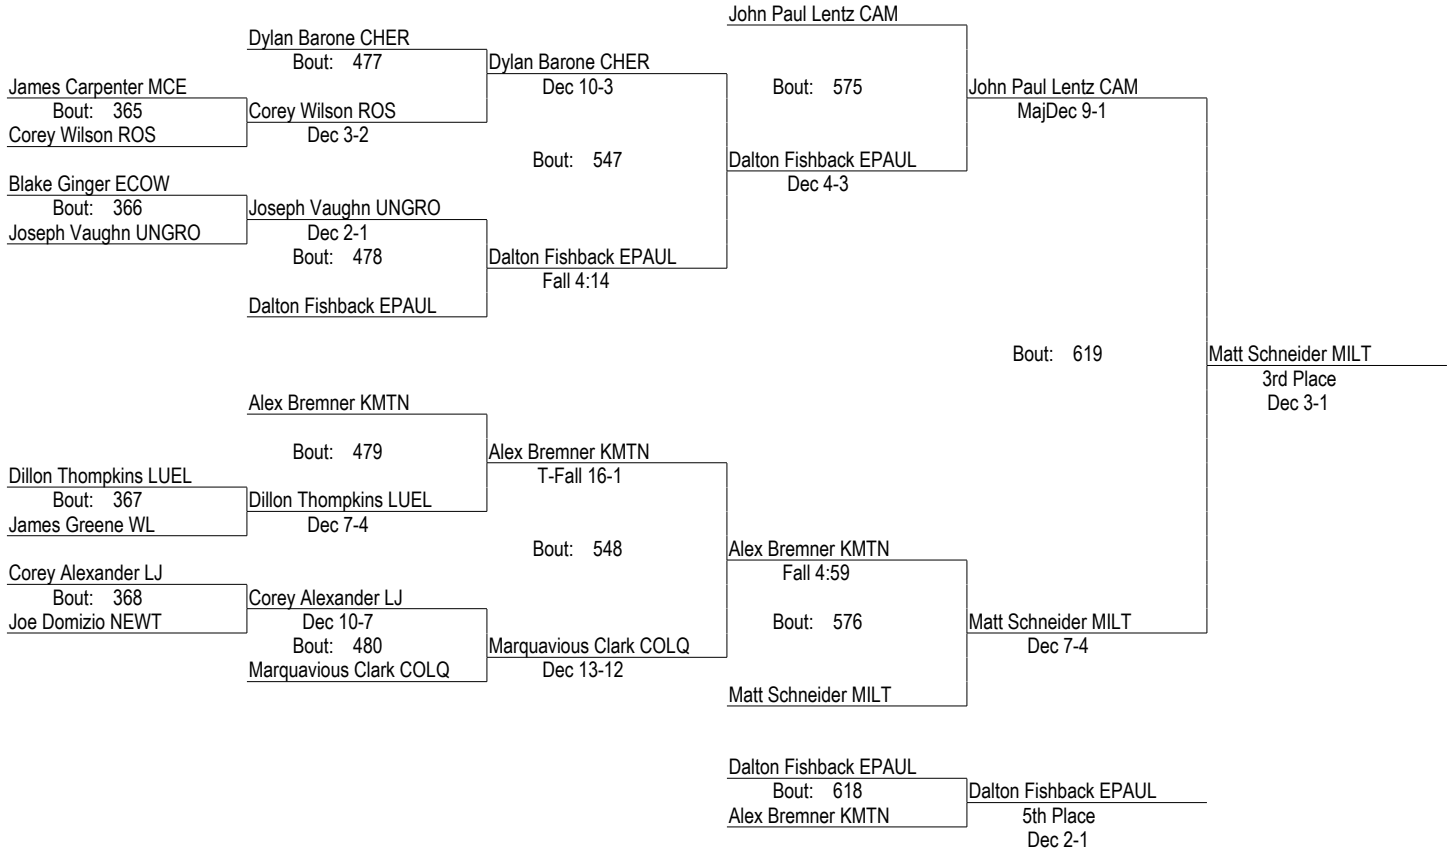 John Paul Lentz CAM
Dylan Barone CHER
Bout: 477
Dylan Barone CHER
Dec 10-3
James Carpenter MCE
Bout: 365
Corey Wilson ROS
Corey Wilson ROS
Dec 3-2
Bout: 575
John Paul Lentz CAM
MajDec 9-1
Bout: 547
Dalton Fishback EPAUL
Dec 4-3
Blake Ginger ECOW
Bout: 366
Joseph Vaughn UNGRO
Joseph Vaughn UNGRO
Dec 2-1
Bout: 478
Dalton Fishback EPAUL
Fall 4:14
Dalton Fishback EPAUL
Bout: 619
Matt Schneider MILT
3rd Place
Dec 3-1
Alex Bremner KMTN
Bout: 479
Alex Bremner KMTN
T-Fall 16-1
Dillon Thompkins LUEL
Bout: 367
James Greene WL
Dillon Thompkins LUEL
Dec 7-4
Bout: 548
Alex Bremner KMTN
Fall 4:59
Corey Alexander LJ
Bout: 368
Joe Domizio NEWT
Corey Alexander LJ
Dec 10-7
Bout: 480
Marquavious Clark COLQ
Marquavious Clark COLQ
Dec 13-12
Bout: 576
Matt Schneider MILT
Dec 7-4
Matt Schneider MILT
Dalton Fishback EPAUL
Bout: 618
Alex Bremner KMTN
Dalton Fishback EPAUL
5th Place
Dec 2-1